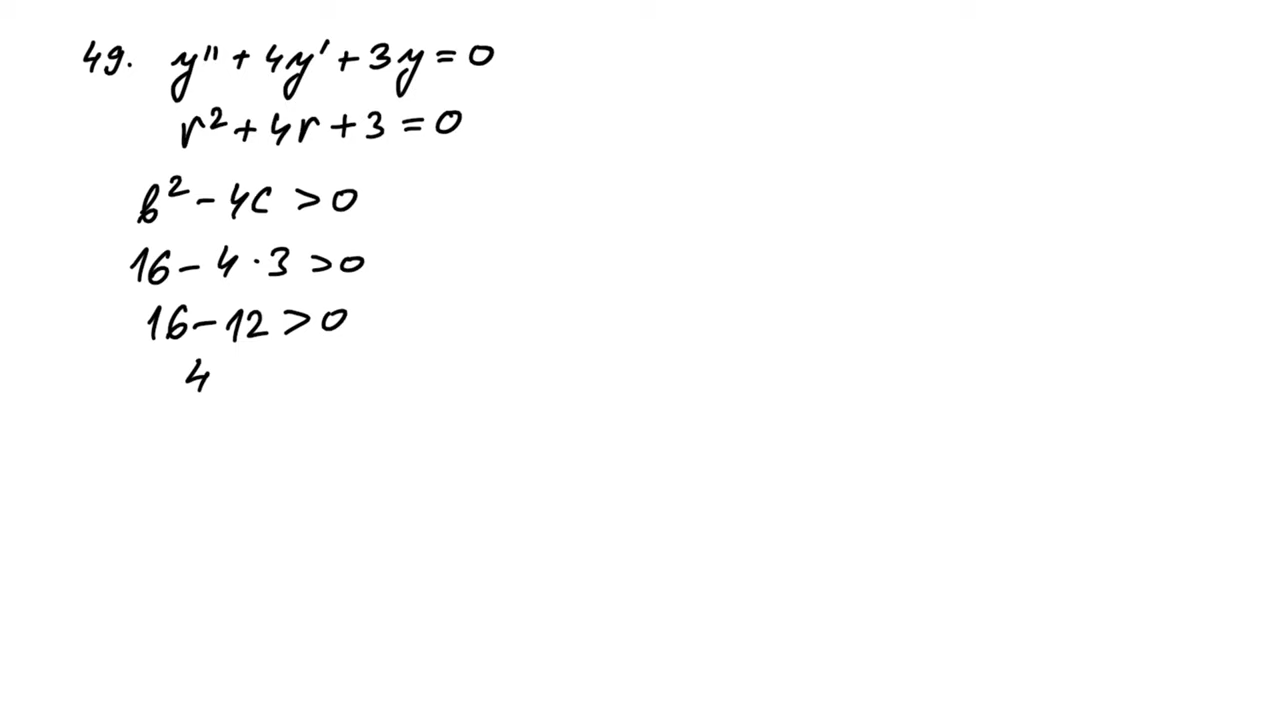 49. y'' + 4y' + 3y = 0
r² + 4r + 3 = 0
b² - 4c > 0
16 - 4 · 3 > 0
16 - 12 > 0
4